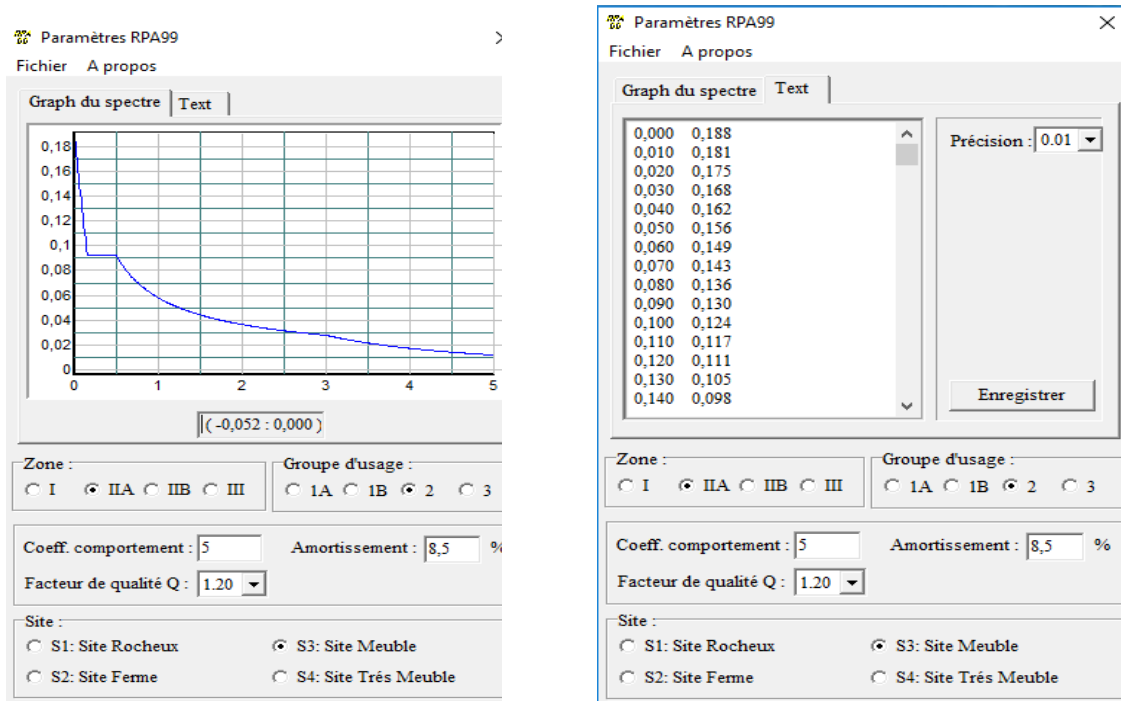 Paramètres RPA99
Fichier A propos
Graph du spectre Text
0,18
0,16
0,14
0,12
0,1
0,08
0,06
0,04
0,02
0
0 1 2 3 4 5
( -0,052 : 0,000 )
Zone :
I IIA IIB III
Groupe d'usage :
1A 1B 2 3
Coeff. comportement : 5 Amortissement : 8,5 %
Facteur de qualité Q : 1.20
Site :
S1: Site Rocheux S3: Site Meuble
S2: Site Ferme S4: Site Trés Meuble
Paramètres RPA99
Fichier A propos
Graph du spectre Text
0,000 0,188
0,010 0,181
0,020 0,175
0,030 0,168
0,040 0,162
0,050 0,156
0,060 0,149
0,070 0,143
0,080 0,136
0,090 0,130
0,100 0,124
0,110 0,117
0,120 0,111
0,130 0,105
0,140 0,098
Précision : 0.01
Enregistrer
Zone :
I IIA IIB III
Groupe d'usage :
1A 1B 2 3
Coeff. comportement : 5 Amortissement : 8,5 %
Facteur de qualité Q : 1.20
Site :
S1: Site Rocheux S3: Site Meuble
S2: Site Ferme S4: Site Trés Meuble